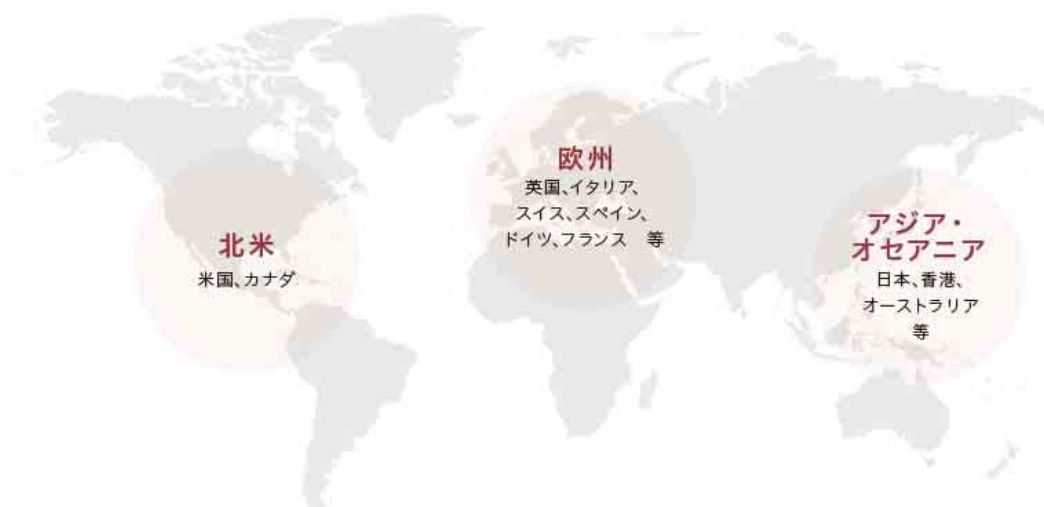 北米
米国、カナダ
欧州
英国、イタリア、
スイス、スペイン、
ドイツ、フランス　等
アジア・
オセアニア
日本、香港、
オーストラリア
等